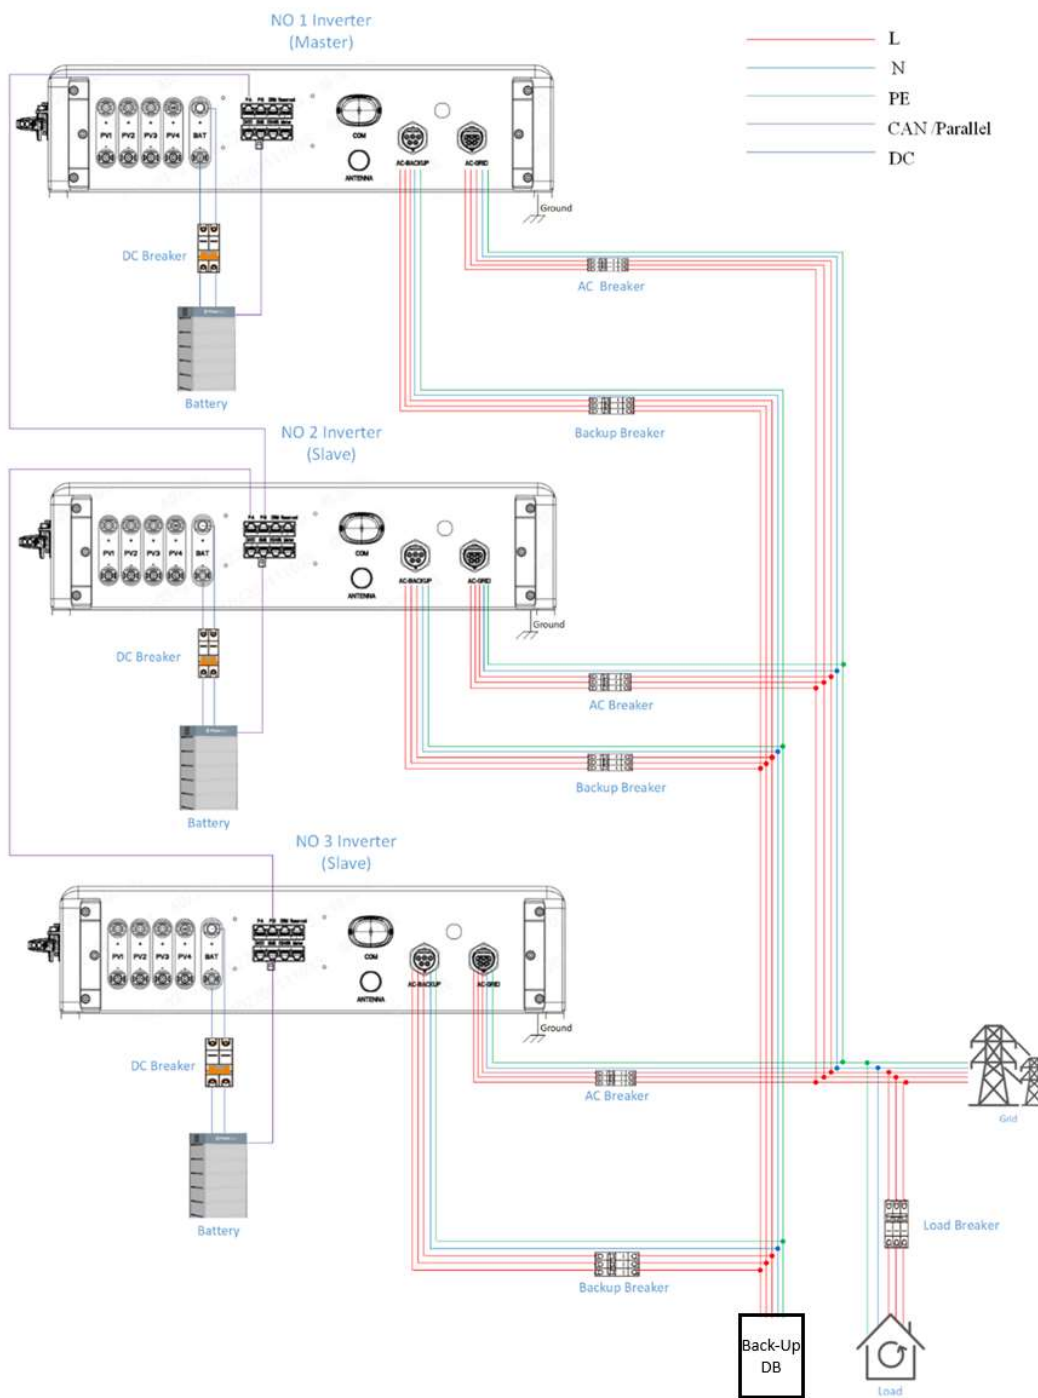 NO 1 Inverter
(Master)
L
N
PE
CAN /Parallel
DC
PV1 PV2 PV3 PV4 BAT
COM
ANTENNA
AC-BACKUP
AC-GRID
Ground
DC Breaker
AC Breaker
Battery
Backup Breaker
NO 2 Inverter
(Slave)
PV1 PV2 PV3 PV4 BAT
COM
ANTENNA
AC-BACKUP
AC-GRID
Ground
DC Breaker
AC Breaker
Backup Breaker
Battery
NO 3 Inverter
(Slave)
PV1 PV2 PV3 PV4 BAT
COM
ANTENNA
AC-BACKUP
AC-GRID
Ground
DC Breaker
AC Breaker
Grid
Battery
Load Breaker
Backup Breaker
Back-Up
DB
Load